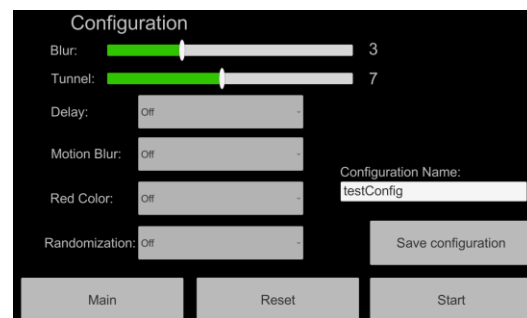 Configuration
Blur: 3
Tunnel: 7
Delay: Off
Motion Blur: Off
Configuration Name:
Red Color: Off testConfig
Randomization: Off Save configuration
Main Reset Start